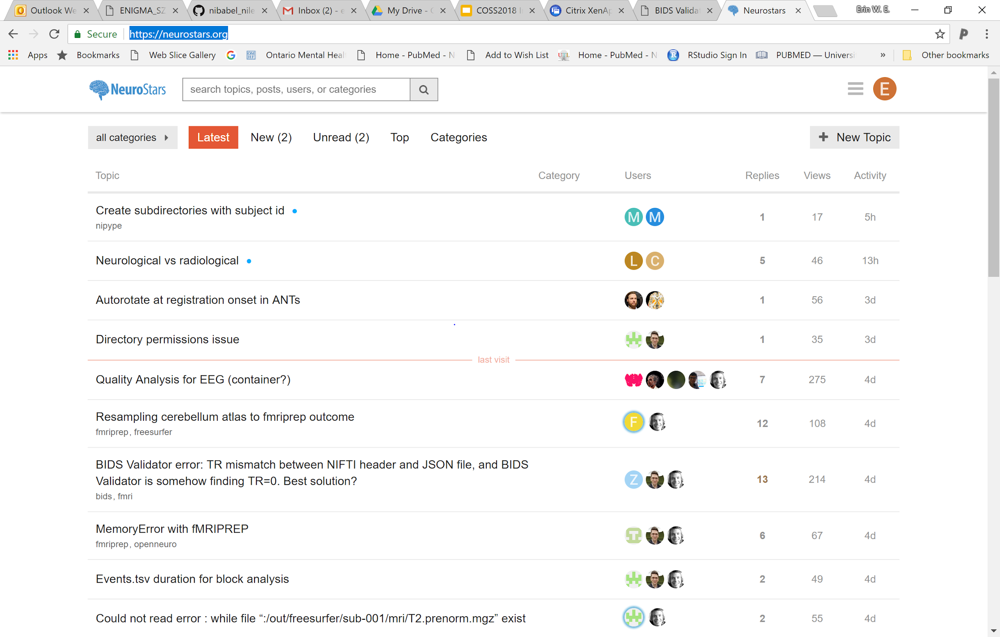 Outlook We
ENIGMA_SZ
nibabel_nile
Inbox (2) - e
My Drive - G
COSS2018 I
Citrix XenAp
BIDS Validat
Neurostars
Erin W. E.
Secure
https://neurostars.org
Apps
Bookmarks
Web Slice Gallery
Ontario Mental Heal
Home - PubMed - N
Add to Wish List
UTL
Home - PubMed - N
R
RStudio Sign In
PUBMED — Universi
»
Other bookmarks
NeuroStars
search topics, posts, users, or categories
E
all categories
Latest
New (2)
Unread (2)
Top
Categories
+ New Topic
Topic Category Users Replies Views Activity
Create subdirectories with subject id
nipype
M M 1 17 5h
Neurological vs radiological L C 5 46 13h
Autorotate at registration onset in ANTs 1 56 3d
Directory permissions issue 1 35 3d
last visit
Quality Analysis for EEG (container?) 7 275 4d
Resampling cerebellum atlas to fmriprep outcome
fmriprep, freesurfer
F 12 108 4d
BIDS Validator error: TR mismatch between NIFTI header and JSON file, and BIDS
Validator is somehow finding TR=0. Best solution?
bids, fmri
Z 13 214 4d
MemoryError with fMRIPREP
fmriprep, openneuro
6 67 4d
Events.tsv duration for block analysis 2 49 4d
Could not read error : while file “:/out/freesurfer/sub-001/mri/T2.prenorm.mgz” exist 2 55 4d